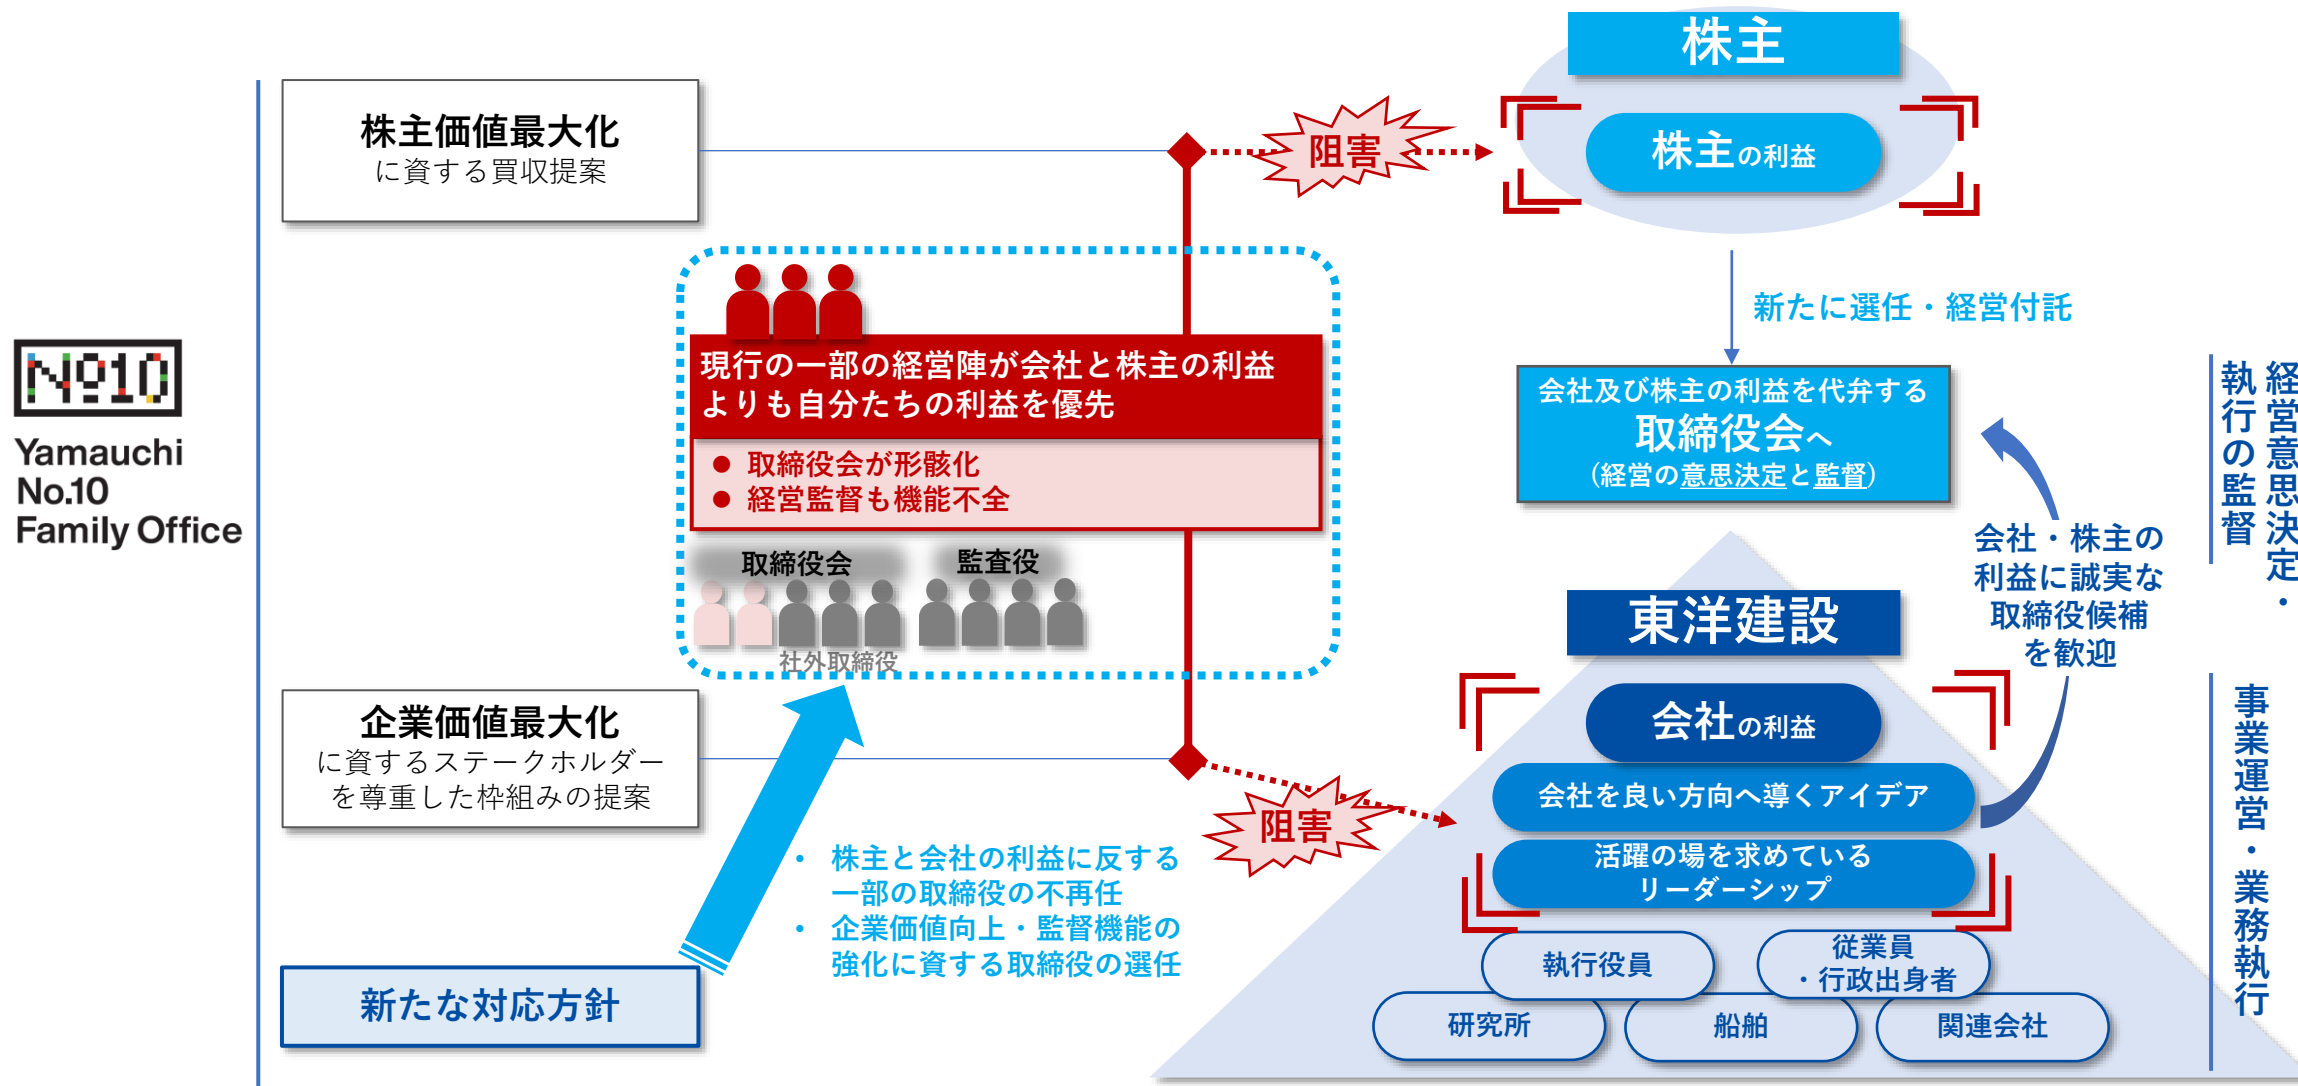 No10
Yamauchi
No.10
Family Office
株主価値最大化
に資する買収提案
阻害
株主
株主の利益
新たに選任・経営付託
現行の一部の経営陣が会社と株主の利益
よりも自分たちの利益を優先
● 取締役会が形骸化
● 経営監督も機能不全
取締役会
監査役
社外取締役
会社及び株主の利益を代弁する
取締役会へ
(経営の意思決定と監督)
経営意思決定・
執行の監督
会社・株主の
利益に誠実な
取締役候補
を歓迎
企業価値最大化
に資するステークホルダー
を尊重した枠組みの提案
阻害
東洋建設
会社の利益
会社を良い方向へ導くアイデア
活躍の場を求めている
リーダーシップ
執行役員
従業員
・行政出身者
研究所
船舶
関連会社
事業運営・業務執行
・ 株主と会社の利益に反する
一部の取締役の不再任
・ 企業価値向上・監督機能の
強化に資する取締役の選任
新たな対応方針